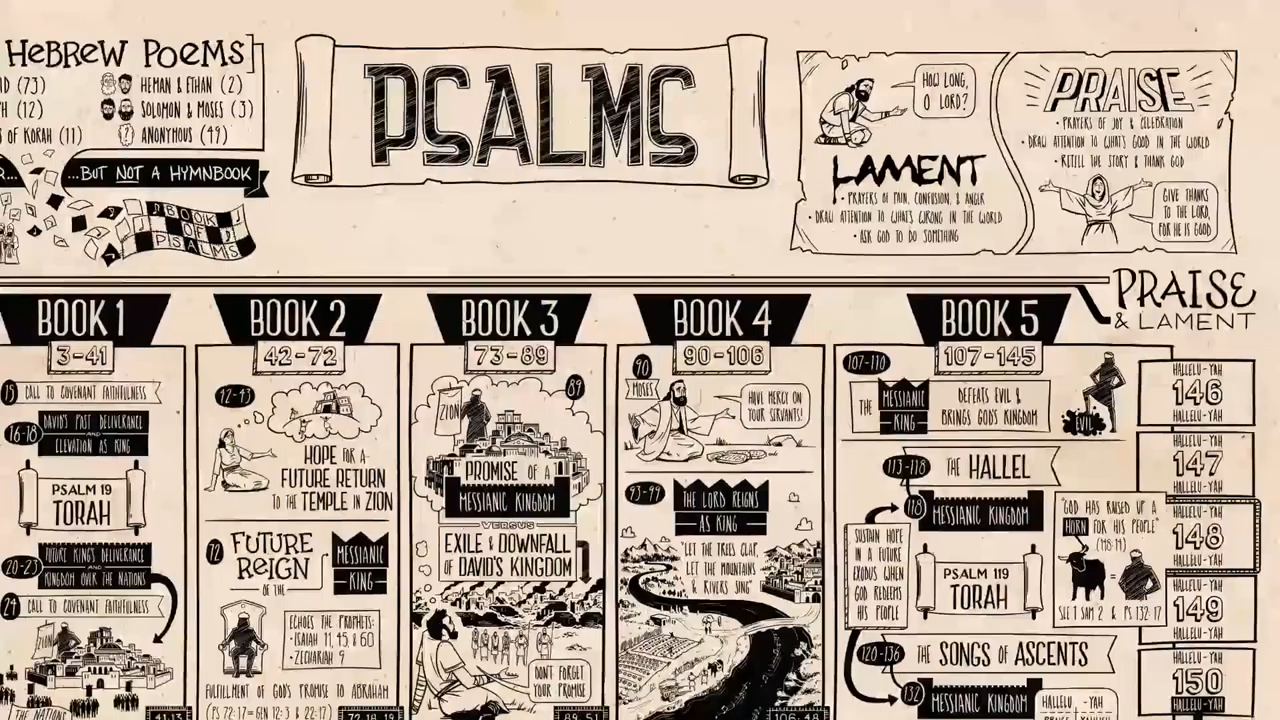 HEBREW POEMS
ID (73)
H (12)
S OF KORAH (11)
HEMAN & ETHAN (2)
SOLOMON & MOSES (3)
ANONYMOUS (49)
R...
...BUT NOT A HYMNBOOK
BOOK
OF
PSALMS
PSALMS
HOW LONG,
O LORD?
LAMENT
• PRAYERS OF PAIN, CONFUSION, & ANGER
• DRAW ATTENTION TO WHAT'S WRONG IN THE WORLD
• ASK GOD TO DO SOMETHING
PRAISE
• PRAYERS OF JOY & CELEBRATION
• DRAW ATTENTION TO WHAT'S GOOD IN THE WORLD
• RETELL THE STORY & THANK GOD
GIVE THANKS
TO THE LORD,
FOR HE IS GOOD
PRAISE
& LAMENT
BOOK 1
3-41
15 CALL TO COVENANT FAITHFULNESS
16-18
DAVID'S PAST DELIVERANCE
AND
ELEVATION AS KING
PSALM 19
TORAH
20-23
FUTURE KING'S DELIVERANCE
AND
KINGDOM OVER THE NATIONS
24 CALL TO COVENANT FAITHFULNESS
ZION
THE NATIONS
41:13
BOOK 2
42-72
42-43
HOPE FOR A
FUTURE RETURN
TO THE TEMPLE IN ZION
72
FUTURE
REIGN
OF THE
MESSIANIC
KING
ECHOES THE PROPHETS:
• ISAIAH 11, 45, & 60
• ZECHARIAH 9
FULFILLMENT OF GOD'S PROMISE TO ABRAHAM
(PS 72:17 = GEN 12:3 & 22:17)
72:18-19
BOOK 3
73-89
89
ZION
PROMISE OF A
MESSIANIC KINGDOM
VERSUS
EXILE & DOWNFALL
OF DAVID'S KINGDOM
DON'T FORGET
YOUR PROMISE
89:51
BOOK 4
90-106
90
MOSES
HAVE MERCY ON
YOUR SERVANTS!
93-99
THE LORD REIGNS
AS KING
"LET THE TREES CLAP,
LET THE MOUNTAINS
& RIVERS SING"
106:48
BOOK 5
107-145
107-110
THE
MESSIANIC
KING
DEFEATS EVIL &
BRINGS GOD'S KINGDOM
EVIL
113-118 THE HALLEL
118 MESSIANIC KINGDOM
SUSTAIN HOPE
IN A FUTURE
EXODUS WHEN
GOD REDEEMS
HIS PEOPLE
PSALM 119
TORAH
"GOD HAS RAISED UP A
HORN FOR HIS PEOPLE"
(148:14)
=
SEE 1 SAM 2 & PS 132:17
120-136 THE SONGS OF ASCENTS
132 MESSIANIC KINGDOM
HALLELU - YAH
HALLELU-YAH
146
HALLELU-YAH
HALLELU-YAH
147
HALLELU-YAH
HALLELU-YAH
148
HALLELU-YAH
HALLELU-YAH
149
HALLELU-YAH
HALLELU-YAH
150
HALLELU-YAH